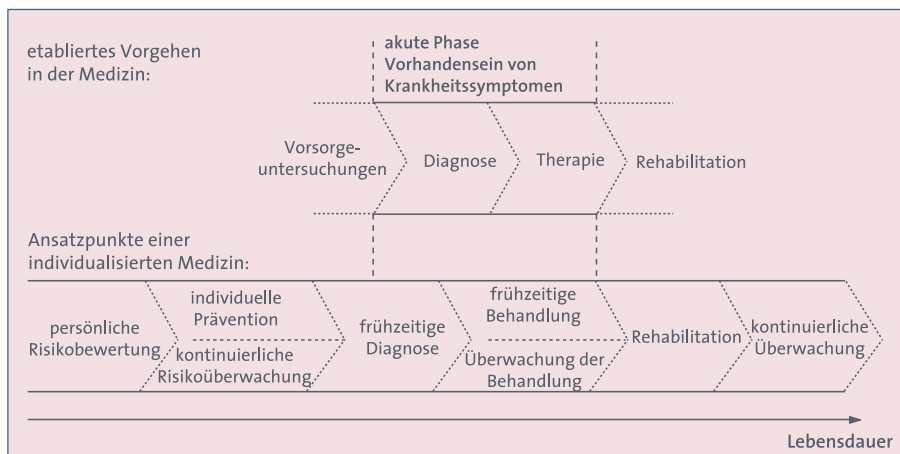 etabliertes Vorgehen
in der Medizin:
akute Phase
Vorhandensein von
Krankheitssymptomen
Vorsorge-
untersuchungen
Diagnose
Therapie
Rehabilitation
Ansatzpunkte einer
individualisierten Medizin:
persönliche
Risikobewertung
individuelle
Prävention
kontinuierliche
Risikoüberwachung
frühzeitige
Diagnose
frühzeitige
Behandlung
Überwachung der
Behandlung
Rehabilitation
kontinuierliche
Überwachung
Lebensdauer